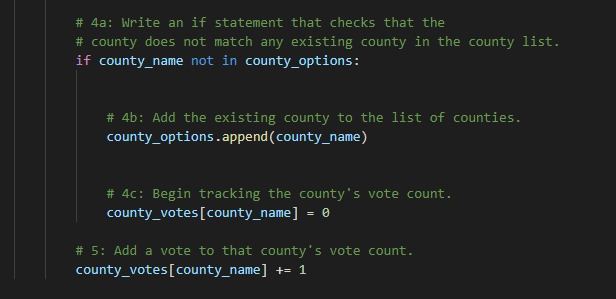 # 4a: Write an if statement that checks that the
# county does not match any existing county in the county list.
if county_name not in county_options:
# 4b: Add the existing county to the list of counties.
county_options.append(county_name)
# 4c: Begin tracking the county's vote count.
county_votes[county_name] = 0
# 5: Add a vote to that county's vote count.
county_votes[county_name] += 1